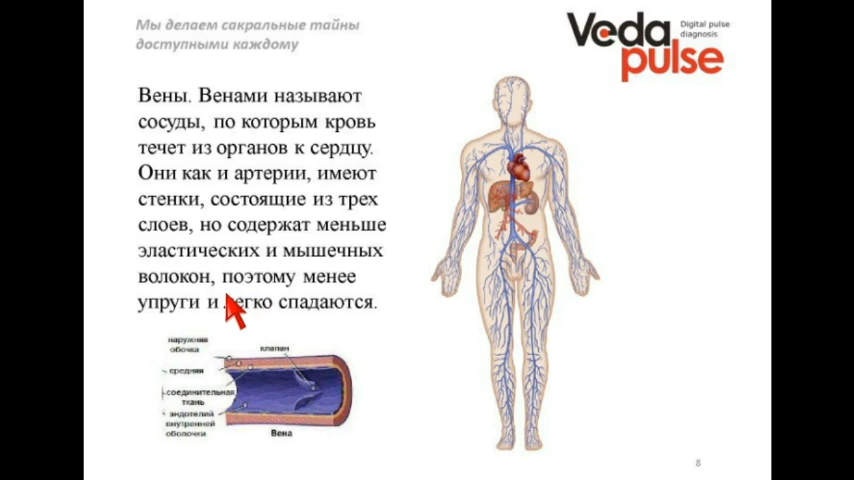 Мы делаем сакральные тайны
доступными каждому
Veda
pulse
Digital pulse
diagnosis
Вены. Венами называют
сосуды, по которым кровь
течет из органов к сердцу.
Они как и артерии, имеют
стенки, состоящие из трех
слоев, но содержат меньше
эластических и мышечных
волокон, поэтому менее
упруги и легко спадаются.
наружная
обочка
клапан
средняя
соединительная
ткань
эндотелий
внутренней
оболочки
Вена
8